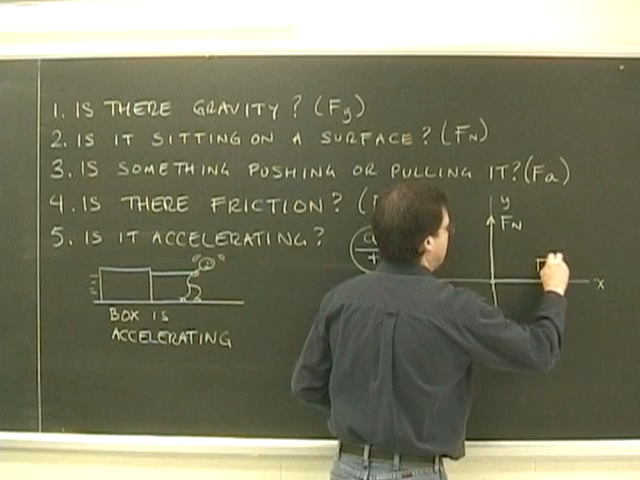 1. IS THERE GRAVITY? (Fg)
2. IS IT SITTING ON A SURFACE? (FN)
3. IS SOMETHING PUSHING OR PULLING IT? (Fa)
4. IS THERE FRICTION? (
5. IS IT ACCELERATING?
y
FN
x
BOX IS
ACCELERATING